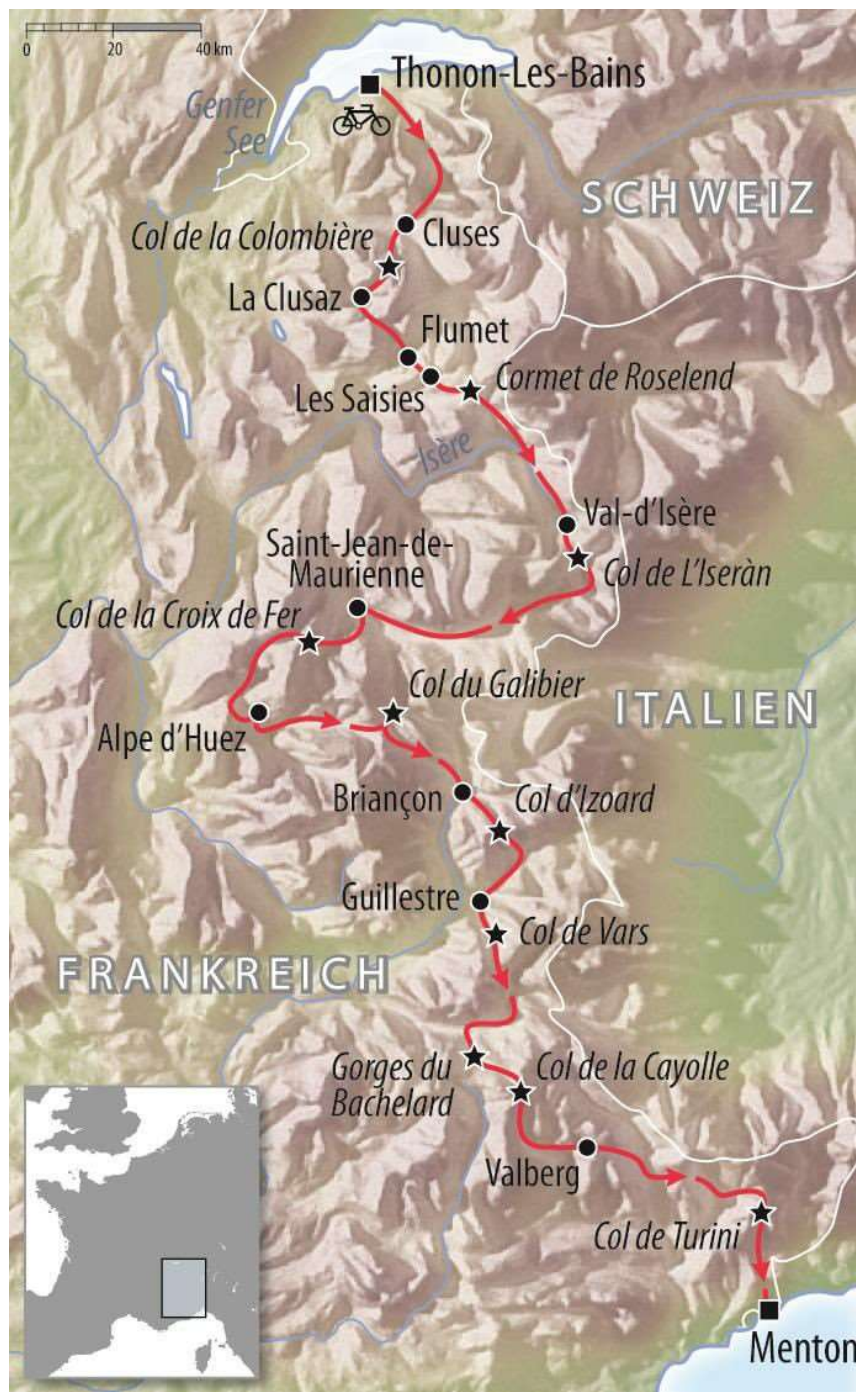 0 20 40 km
Thonon-Les-Bains
Genfer
See
SCHWEIZ
Col de la Colombière
Cluses
La Clusaz
Flumet
Les Saisies
Cormet de Roselend
Isère
Val-d’Isère
Saint-Jean-de-
Maurienne
Col de L’Iseràn
Col de la Croix de Fer
Col du Galibier
ITALIEN
Alpe d’Huez
Briançon
Col d’Izoard
Guillestre
Col de Vars
FRANKREICH
Gorges du
Bachelard
Col de la Cayolle
Valberg
Col de Turini
Menton